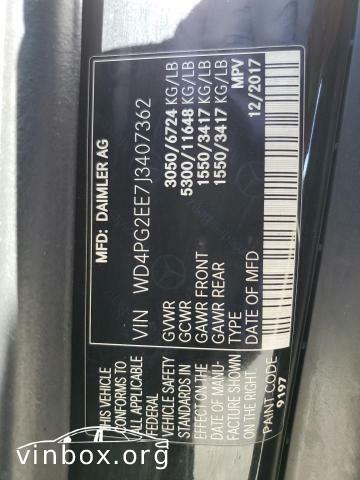 MFD: DAIMLER AG
VIN WD4PG2EE7J3407362
GVWR 3050/6724 KG/LB
GCWR 5300/11648 KG/LB
GAWR FRONT 1550/3417 KG/LB
GAWR REAR 1550/3417 KG/LB
TYPE MPV
DATE OF MFD 12/2017
THIS VEHICLE
CONFORMS TO
ALL APPLICABLE
FEDERAL
VEHICLE SAFETY
STANDARDS IN
EFFECT ON THE
DATE OF MANU-
FACTURE SHOWN
ON THE RIGHT
PAINT CODE
9197
vinbox.org
vinbox.org